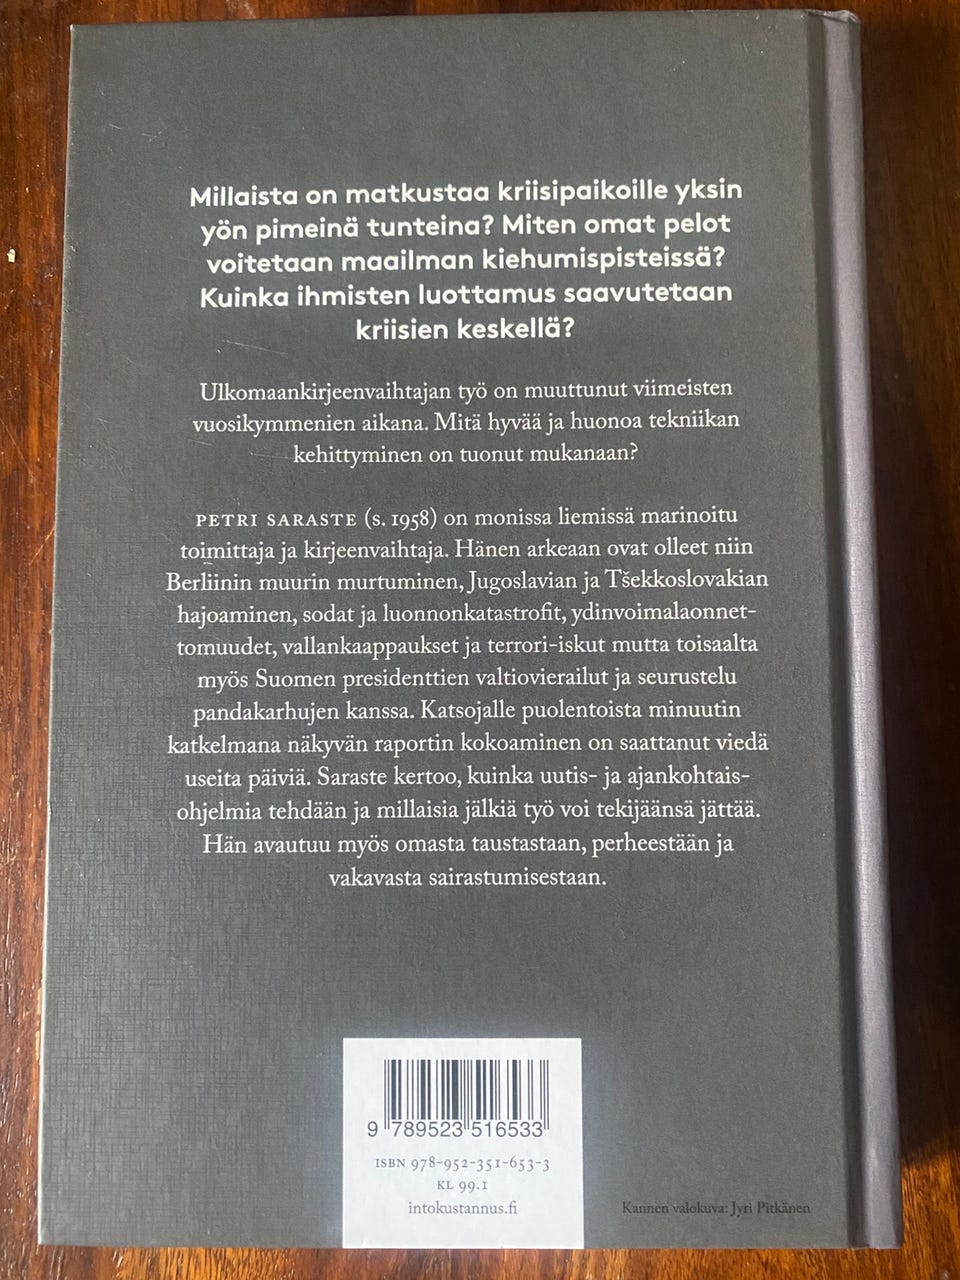 Millaista on matkustaa kriisipaikoille yksin
yön pimeinä tunteina? Miten omat pelot
voitetaan maailman kiehumispisteissä?
Kuinka ihmisten luottamus saavutetaan
kriisien keskellä?
Ulkomaankirjeenvaihtajan työ on muuttunut viimeisten
vuosikymmenien aikana. Mitä hyvää ja huonoa tekniikan
kehittyminen on tuonut mukanaan?
PETRI SARASTE (s. 1958) on monissa liemissä marinoitu
toimittaja ja kirjeenvaihtaja. Hänen arkeaan ovat olleet niin
Berliinin muurin murtuminen, Jugoslavian ja Tšekkoslovakian
hajoaminen, sodat ja luonnonkatastrofit, ydinvoimalaonnet-
tomuudet, vallankaappaukset ja terrori-iskut mutta toisaalta
myös Suomen presidenttien valtiovierailut ja seurustelu
pandakarhujen kanssa. Katsojalle puolentoista minuutin
katkelmana näkyvän raportin kokoaminen on saattanut viedä
useita päiviä. Saraste kertoo, kuinka uutis- ja ajankohtais-
ohjelmia tehdään ja millaisia jälkiä työ voi tekijäänsä jättää.
Hän avautuu myös omasta taustastaan, perheestään ja
vakavasta sairastumisestaan.
9 789523 516533
ISBN 978-952-351-653-3
KL 99.1
intokustannus.fi
Kannen valokuva: Jyri Pitkänen